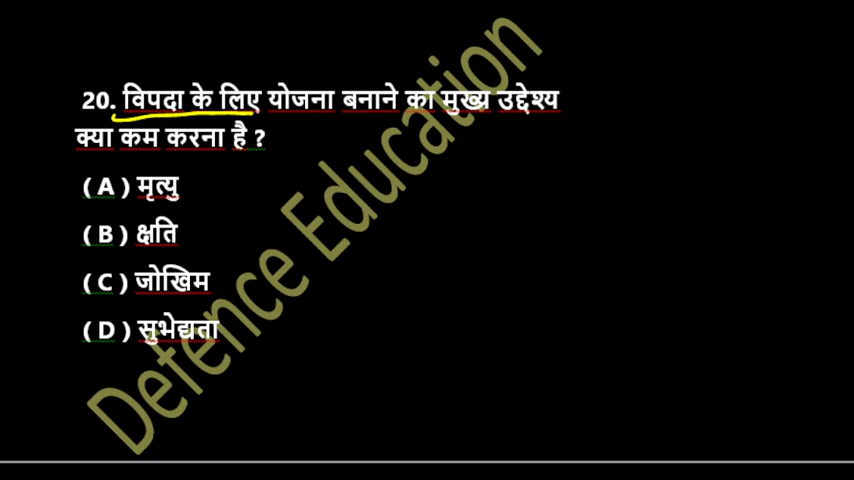 20. विपदा के लिए योजना बनाने का मुख्य उद्देश्य
क्या कम करना है ?
( A ) मृत्यु
( B ) क्षति
( C ) जोखिम
( D ) सुभेद्यता
Defence Education